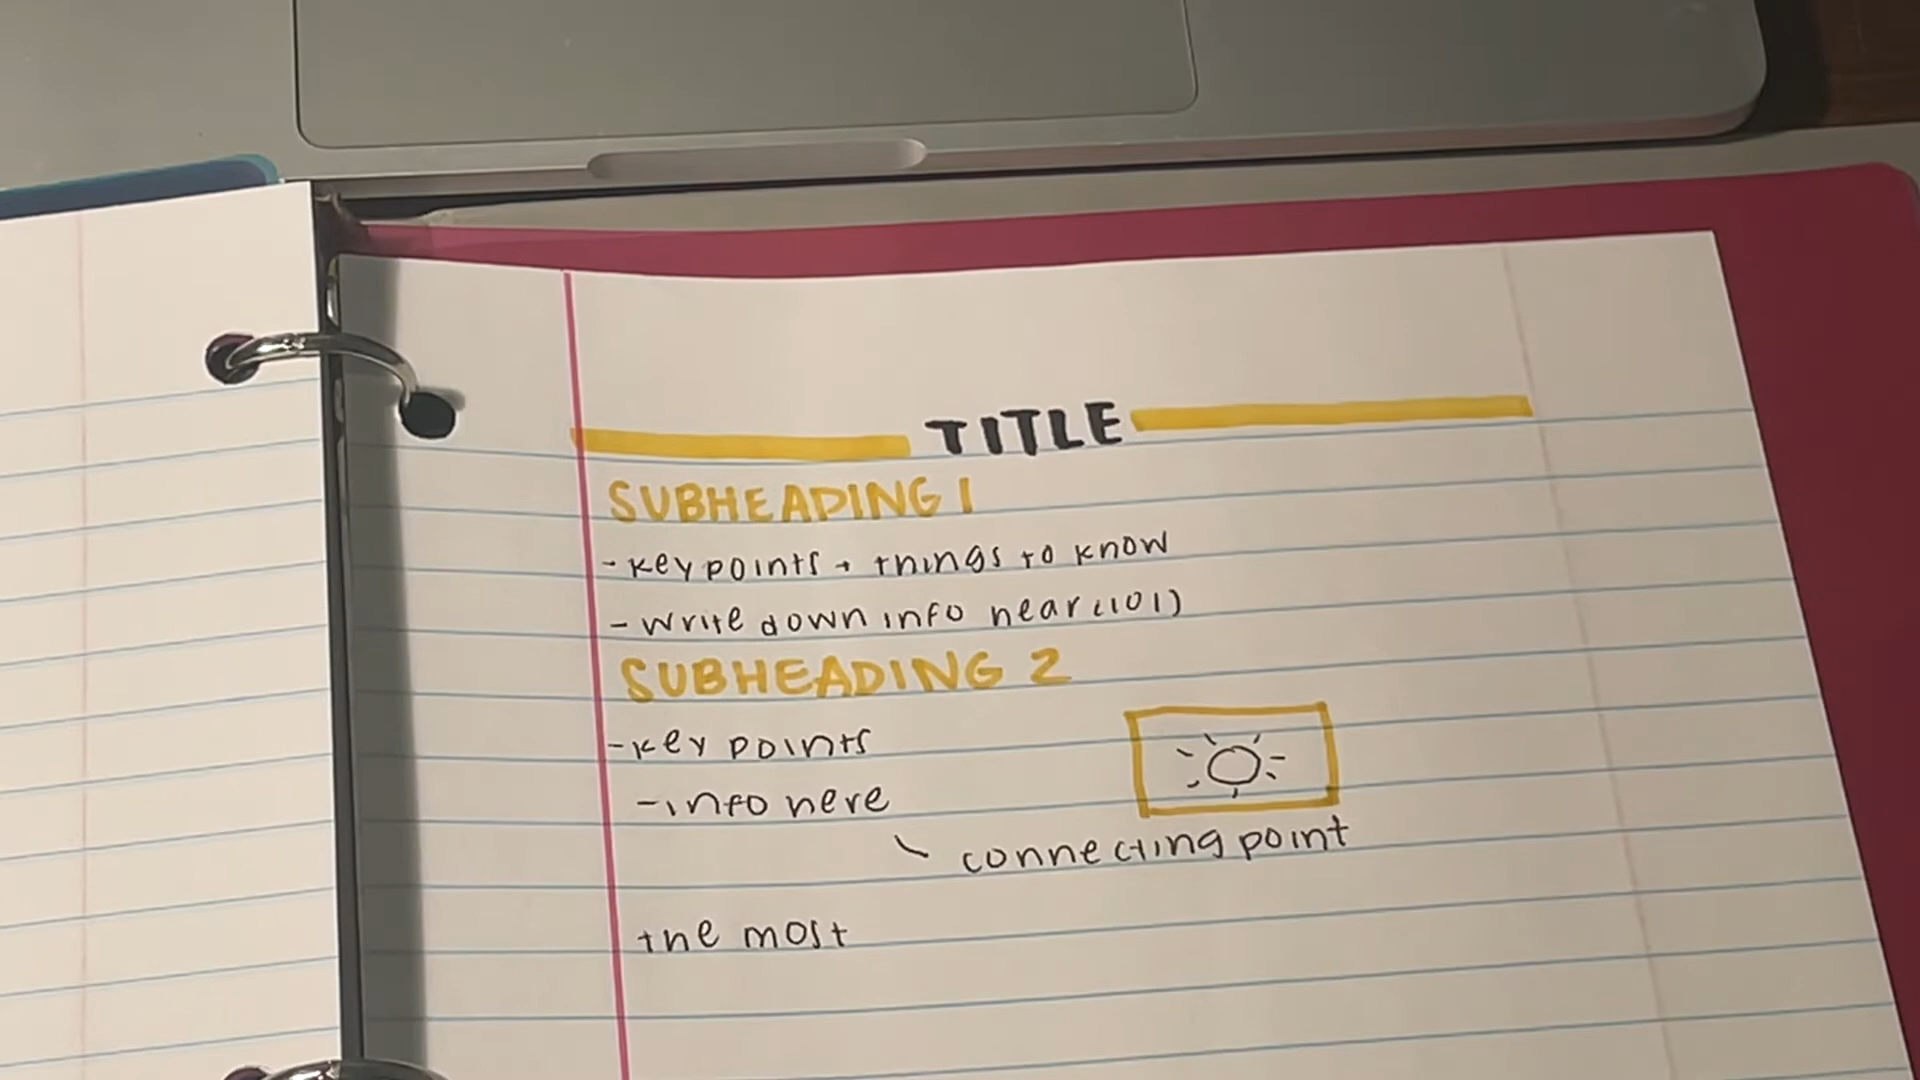 TITLE
SUBHEADING 1
- key points + things to know
- write down info near (101)
SUBHEADING 2
- key points
- info here
\ connecting point
the most